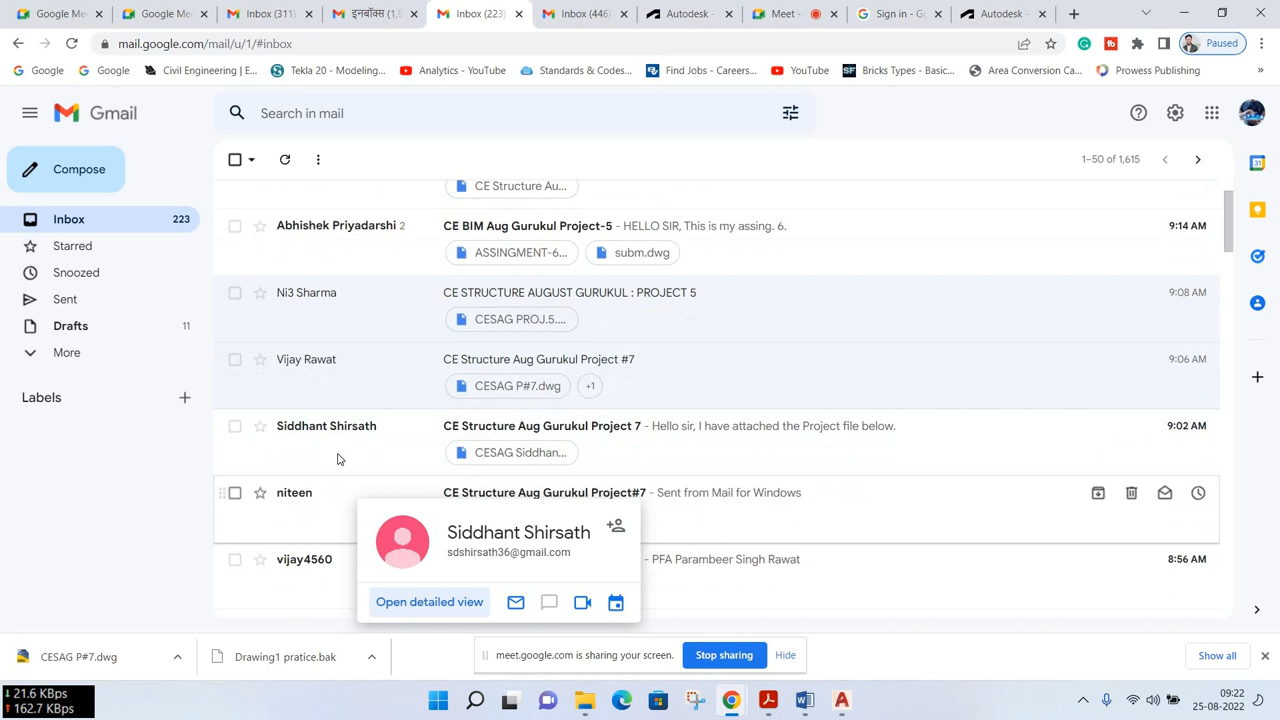 Google Me
Inbox (311)
इनबॉक्स (1,9
Inbox (223)
Inbox (446)
Autodesk -
Meet -
Sign in - Go
Autodesk -
mail.google.com/mail/u/1/#inbox
Paused
Google
Google
Civil Engineering | E...
Tekla 20 - Modeling...
Analytics - YouTube
Standards & Codes...
Find Jobs - Careers...
YouTube
Bricks Types - Basic...
Area Conversion Ca...
Prowess Publishing
Gmail
Search in mail
Compose
1–50 of 1,615
Inbox 223
Starred
Snoozed
Sent
Drafts 11
More
Labels
CE Structure Au...
Abhishek Priyadarshi 2 CE BIM Aug Gurukul Project-5 - HELLO SIR, This is my assing. 6. 9:14 AM
ASSINGMENT-6... subm.dwg
Ni3 Sharma CE STRUCTURE AUGUST GURUKUL : PROJECT 5 9:08 AM
CESAG PROJ.5....
Vijay Rawat CE Structure Aug Gurukul Project #7 9:06 AM
CESAG P#7.dwg +1
Siddhant Shirsath CE Structure Aug Gurukul Project 7 - Hello sir, I have attached the Project file below. 9:02 AM
CESAG Siddhan...
niteen CE Structure Aug Gurukul Project#7 - Sent from Mail for Windows
Siddhant Shirsath
sdshirsath36@gmail.com
vijay4560 - PFA Parambeer Singh Rawat 8:56 AM
Open detailed view
CESAG P#7.dwg
Drawing1 pratice.bak
meet.google.com is sharing your screen.
Stop sharing
Hide
Show all
21.6 KBps
162.7 KBps
09:22
25-08-2022